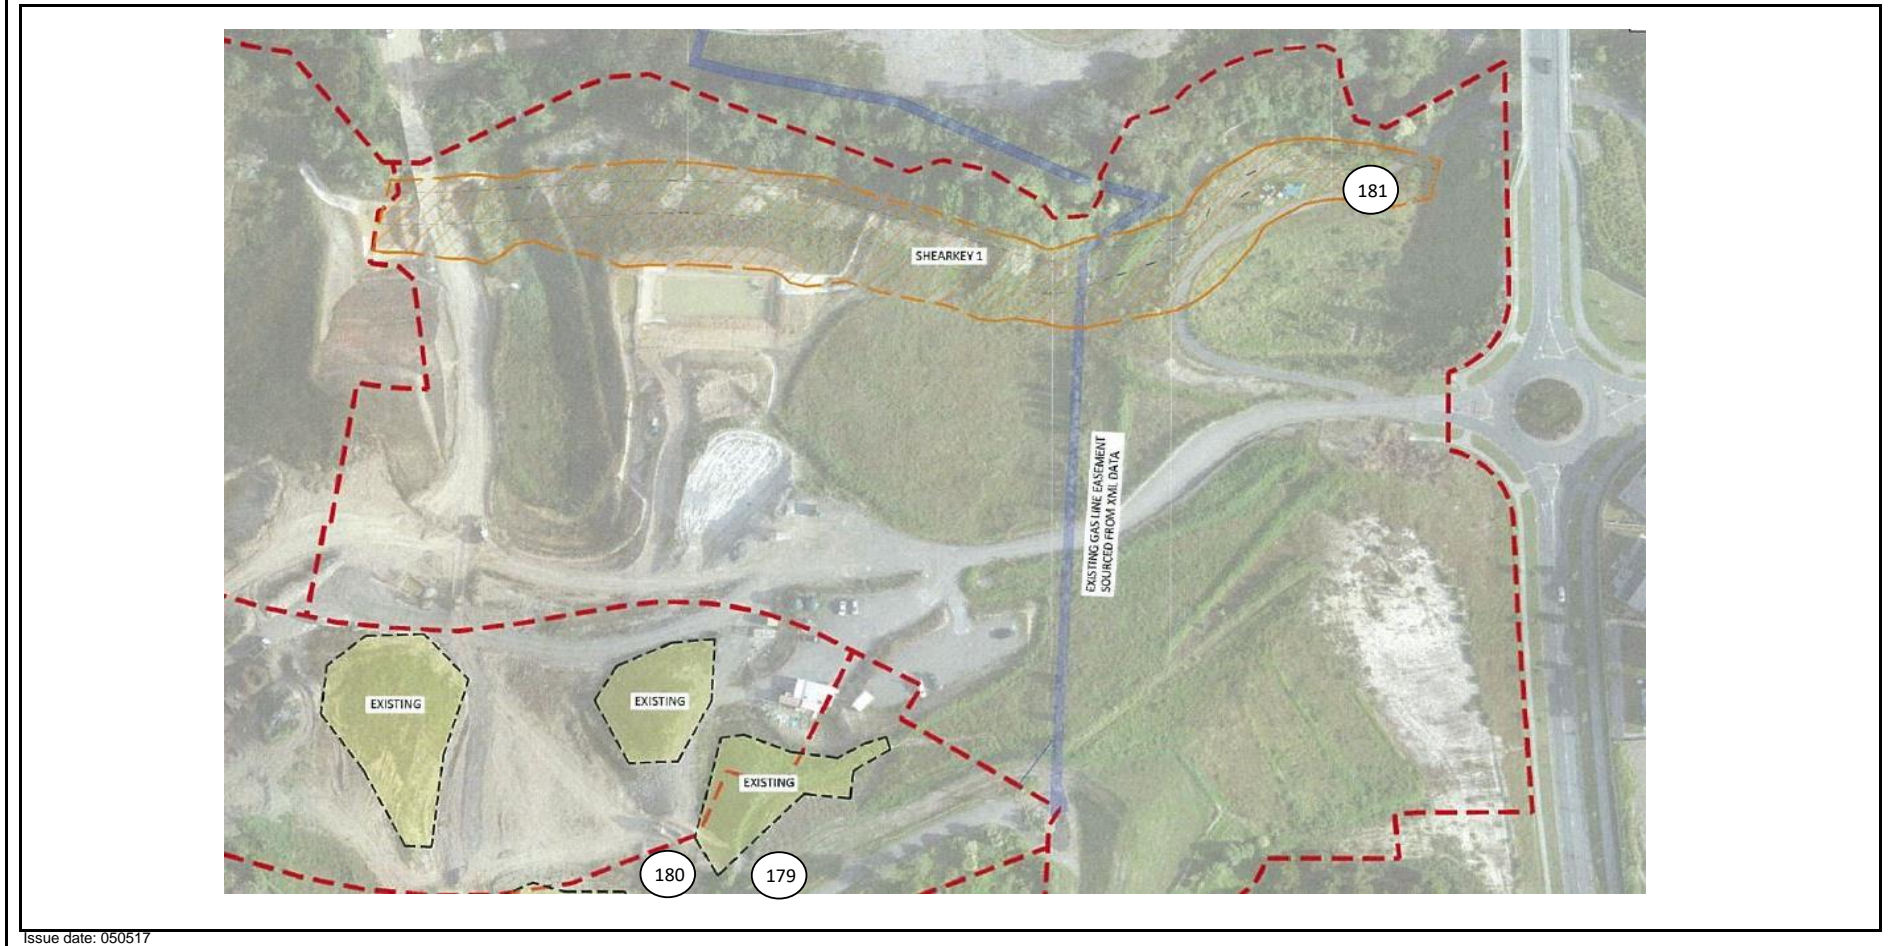 181
SHEARKEY 1
EXISTING GAS LINE EASEMENT
SOURCED FROM XML DATA
EXISTING
EXISTING
EXISTING
180
179
Issue date: 050517